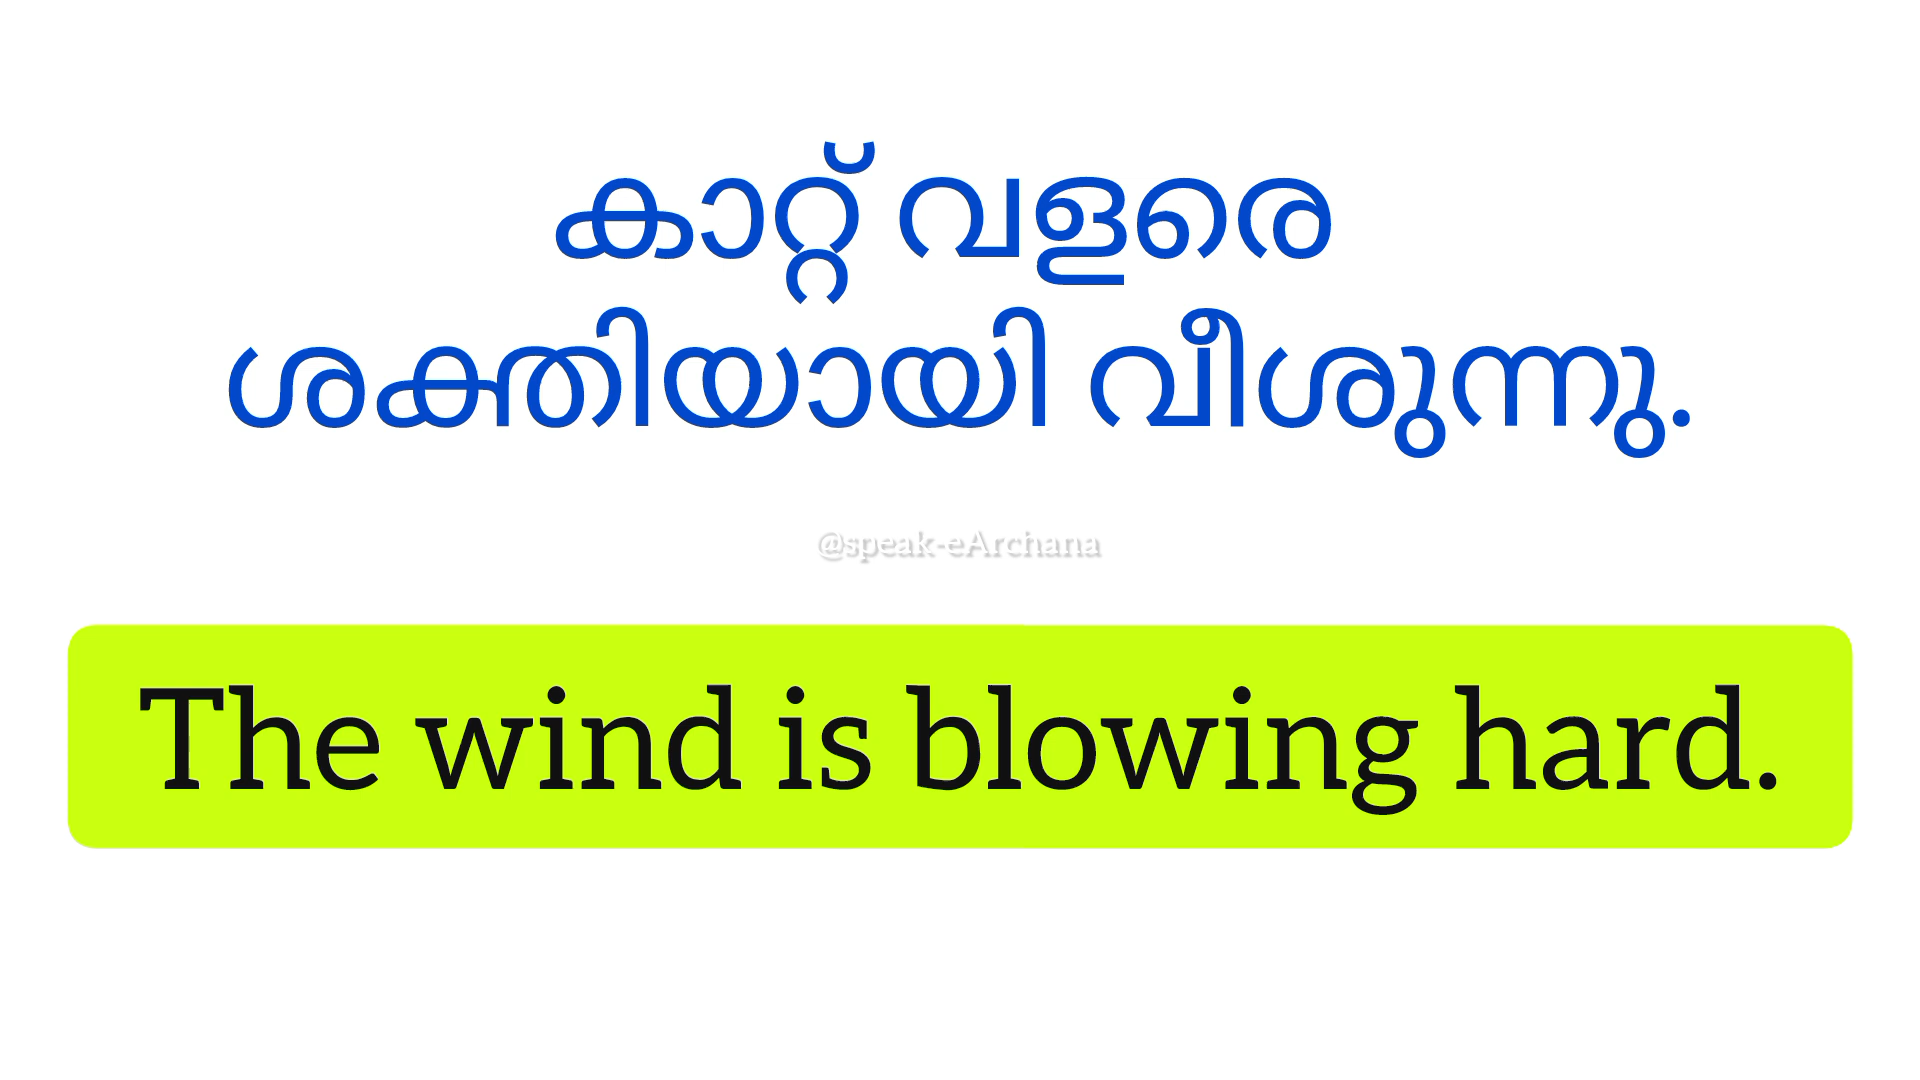 കാറ്റ് വളരെ
ശക്തിയായി വീശുന്നു.
@speak-eArchana
The wind is blowing hard.